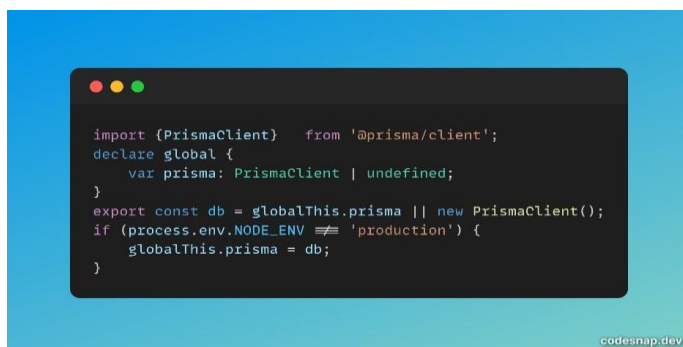 import {PrismaClient}   from '@prisma/client';
declare global {
    var prisma: PrismaClient | undefined;
}
export const db = globalThis.prisma || new PrismaClient();
if (process.env.NODE_ENV !== 'production') {
    globalThis.prisma = db;
}
codesnap.dev